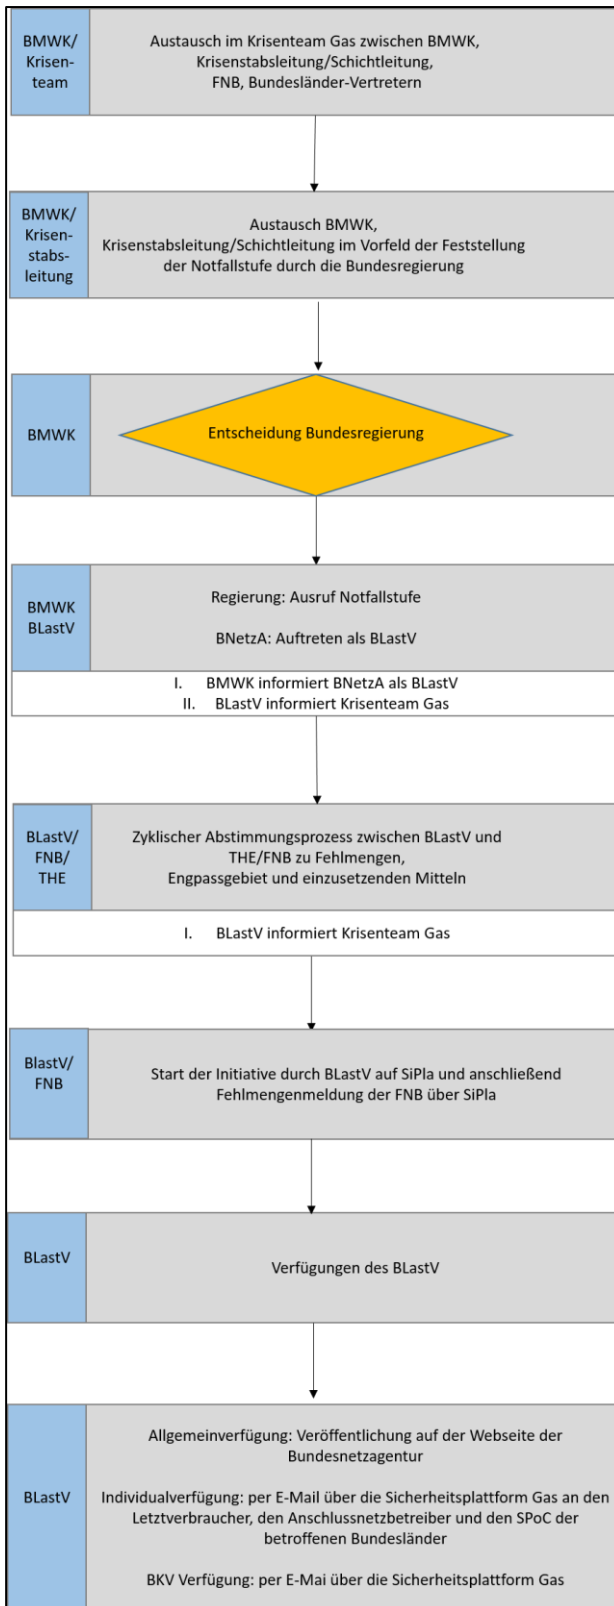 BMWK/
Krisen-
team
Austausch im Krisenteam Gas zwischen BMWK,
Krisenstabsleitung/Schichtleitung,
FNB, Bundesländer-Vertretern
BMWK/
Krisen-
stabs-
leitung
Austausch BMWK,
Krisenstabsleitung/Schichtleitung im Vorfeld der Feststellung
der Notfallstufe durch die Bundesregierung
BMWK
Entscheidung Bundesregierung
BMWK
BLastV
Regierung: Ausruf Notfallstufe
BNetzA: Auftreten als BLastV
I. BMWK informiert BNetzA als BLastV
II. BLastV informiert Krisenteam Gas
BLastV/
FNB/
THE
Zyklischer Abstimmungsprozess zwischen BLastV und
THE/FNB zu Fehlmengen,
Engpassgebiet und einzusetzenden Mitteln
I. BLastV informiert Krisenteam Gas
BlastV/
FNB
Start der Initiative durch BLastV auf SiPla und anschließend
Fehlmengenmeldung der FNB über SiPla
BLastV
Verfügungen des BLastV
BLastV
Allgemeinverfügung: Veröffentlichung auf der Webseite der
Bundesnetzagentur
Individualverfügung: per E-Mail über die Sicherheitsplattform Gas an den
Letztverbraucher, den Anschlussnetzbetreiber und den SPoC der
betroffenen Bundesländer
BKV Verfügung: per E-Mai über die Sicherheitsplattform Gas